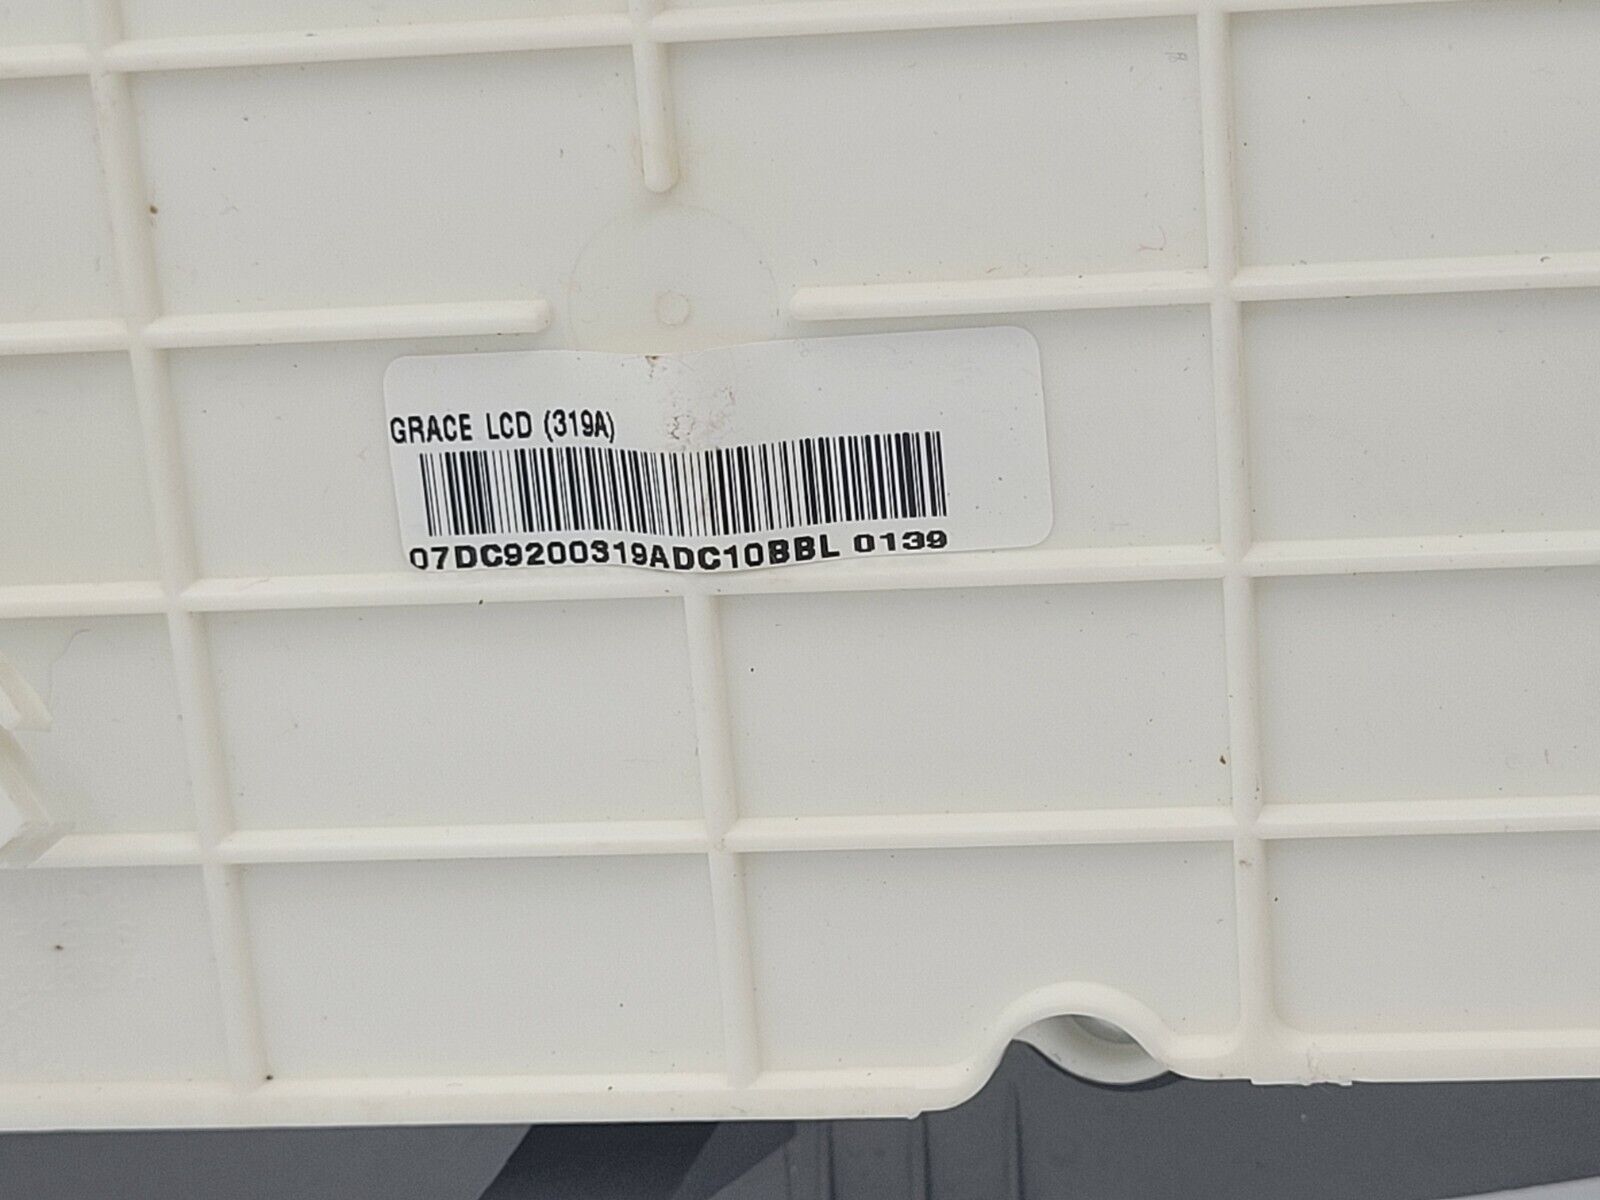 GRACE LCD (319A)
07DC9200319ADC10BBL 0139